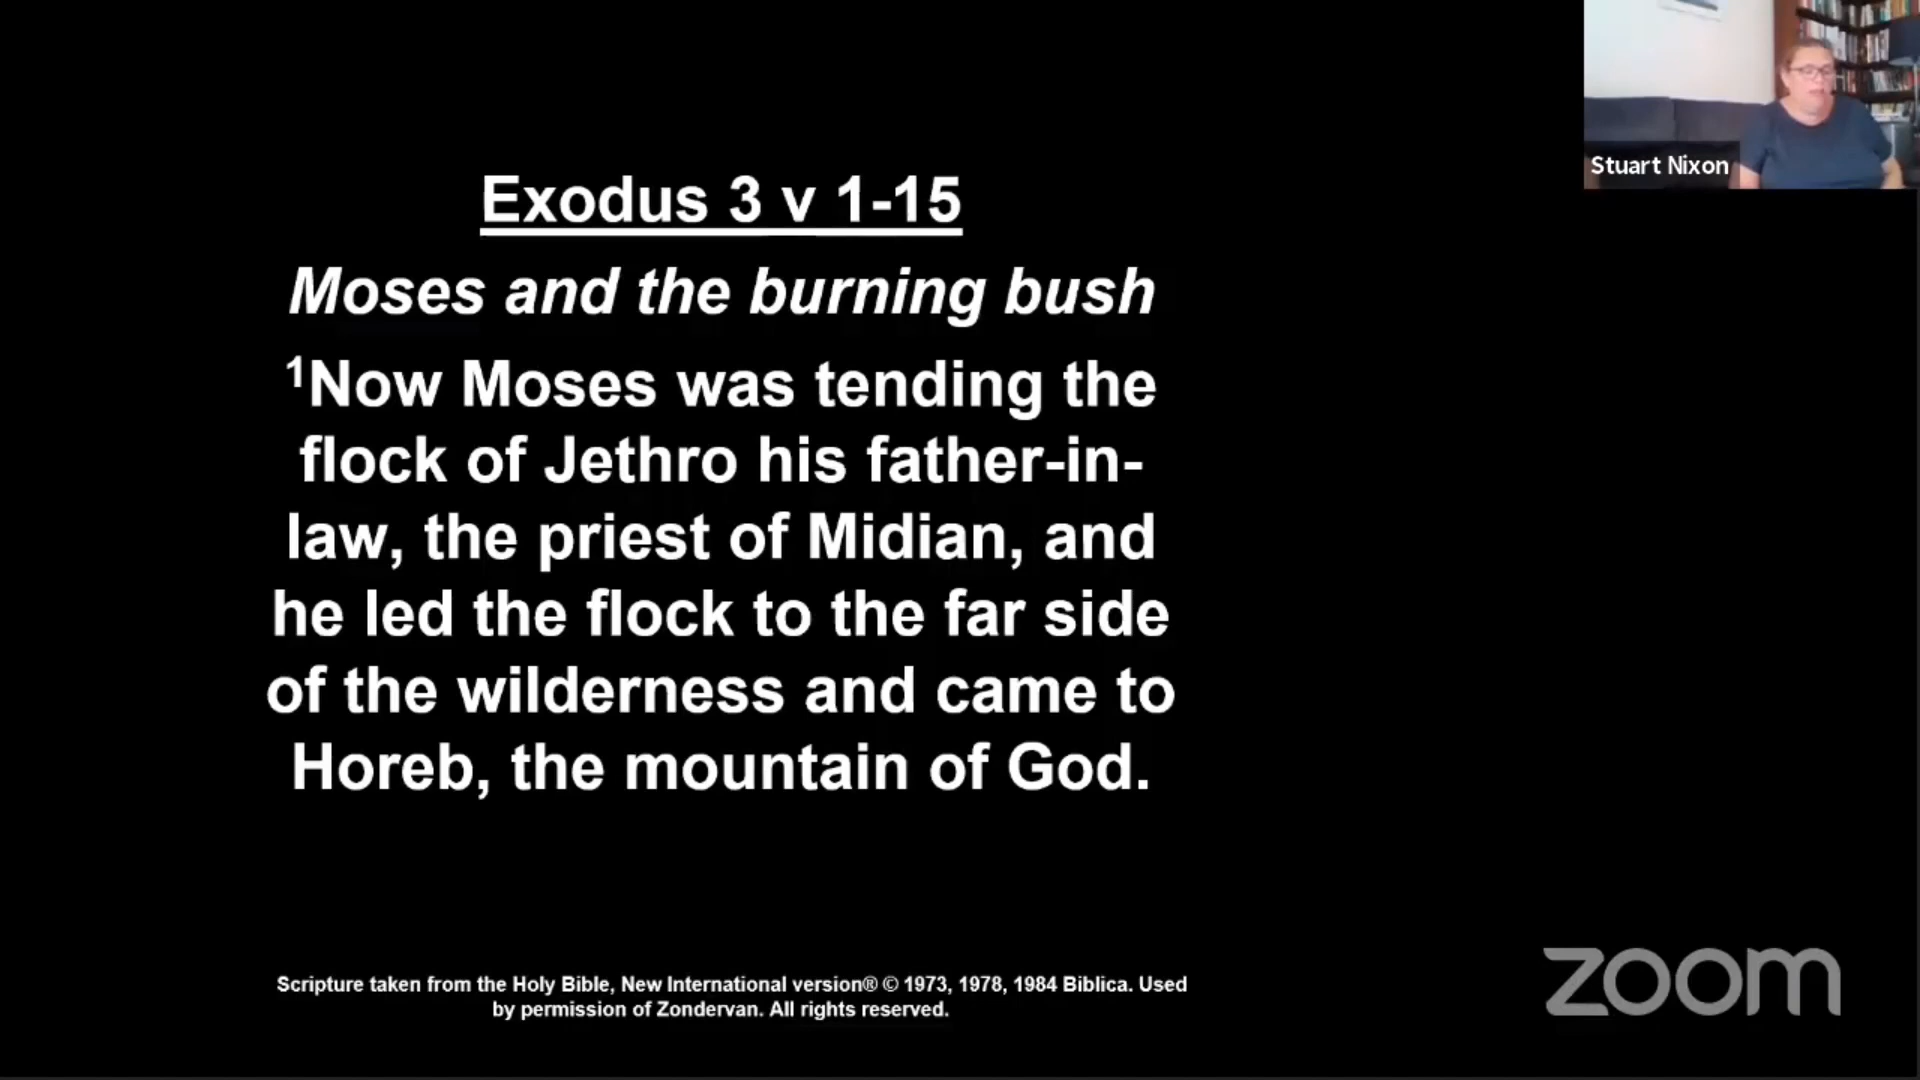 Stuart Nixon
Exodus 3 v 1-15
Moses and the burning bush
¹Now Moses was tending the
flock of Jethro his father-in-
law, the priest of Midian, and
he led the flock to the far side
of the wilderness and came to
Horeb, the mountain of God.
Scripture taken from the Holy Bible, New International version® © 1973, 1978, 1984 Biblica. Used
by permission of Zondervan. All rights reserved.
zoom